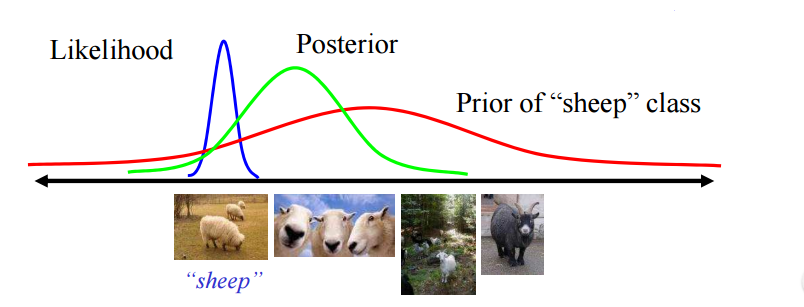 Likelihood
Posterior
Prior of “sheep” class
“sheep”